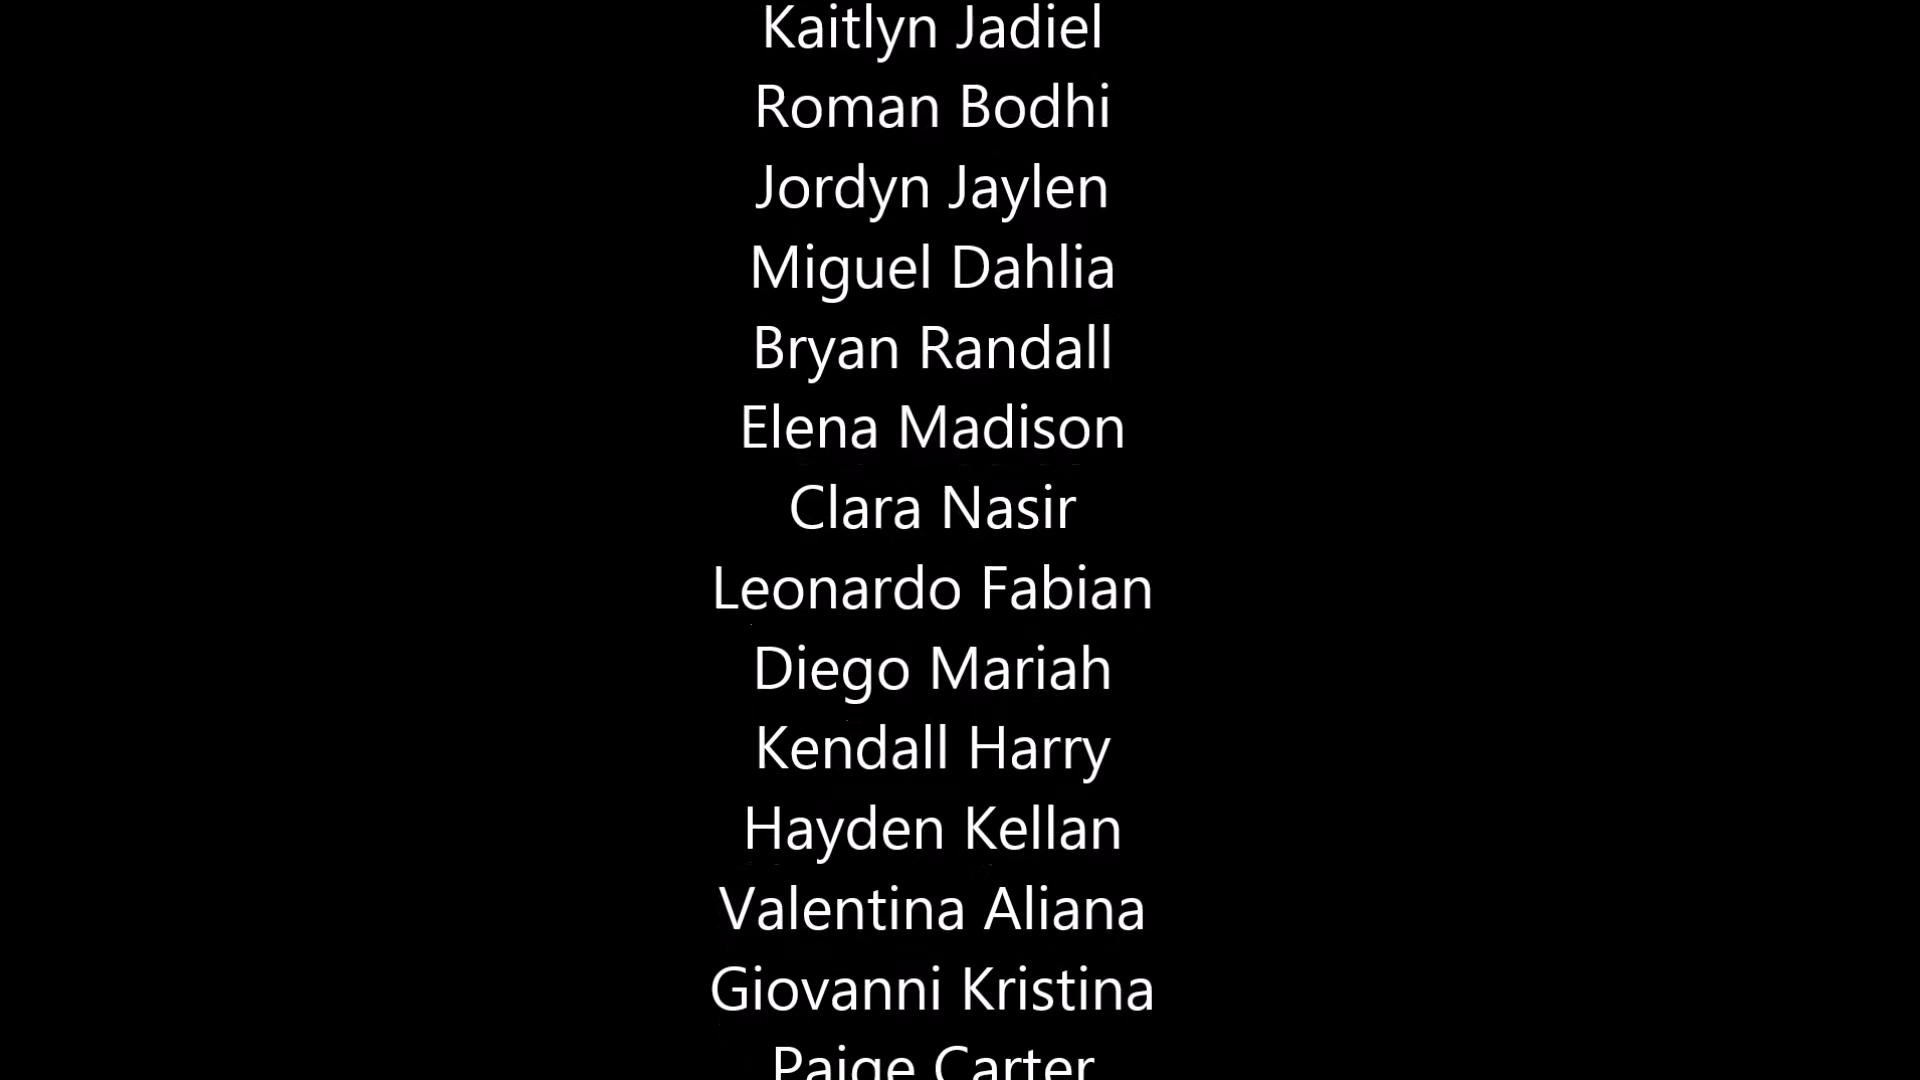 Kaitlyn Jadiel
Roman Bodhi
Jordyn Jaylen
Miguel Dahlia
Bryan Randall
Elena Madison
Clara Nasir
Leonardo Fabian
Diego Mariah
Kendall Harry
Hayden Kellan
Valentina Aliana
Giovanni Kristina
Paige Carter